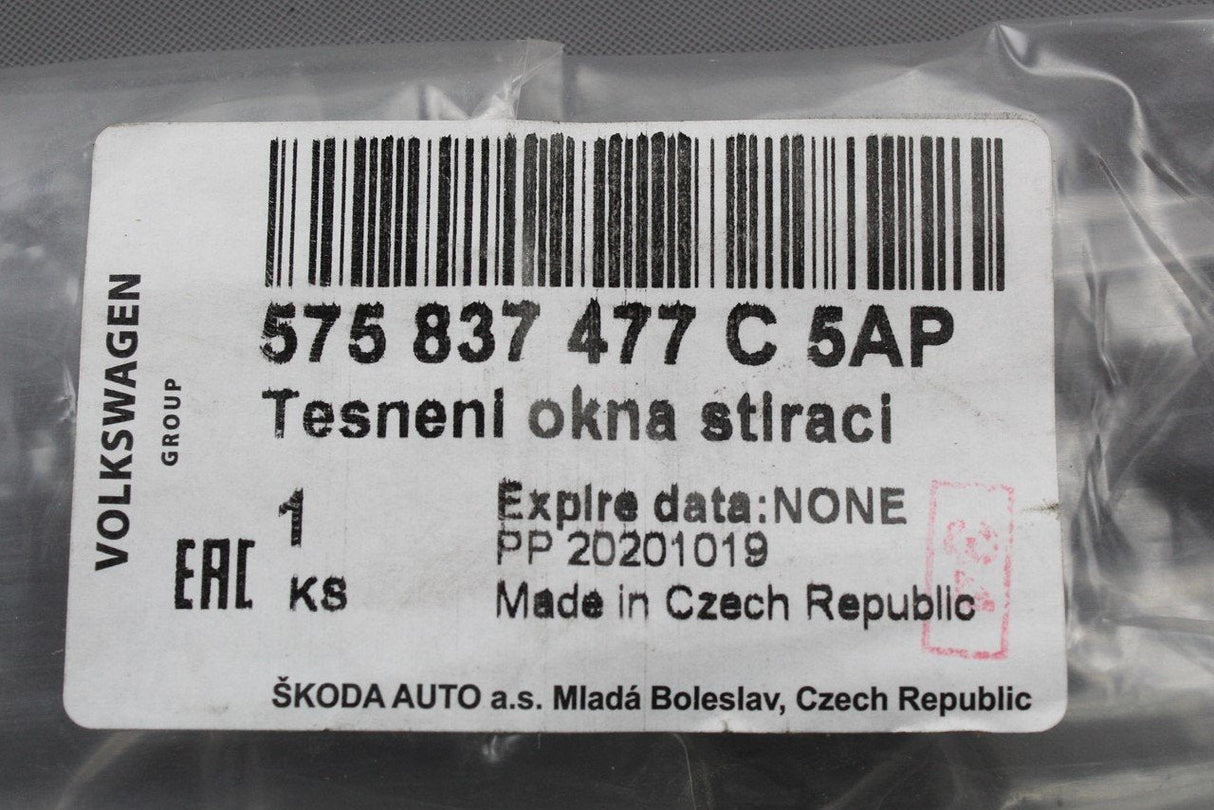 VOLKSWAGEN
GROUP
575 837 477 C 5AP
Tesneni okna stiraci
1
KS
EAC
Expire data:NONE
PP 20201019
Made in Czech Republic
ŠKODA AUTO a.s. Mladá Boleslav, Czech Republic